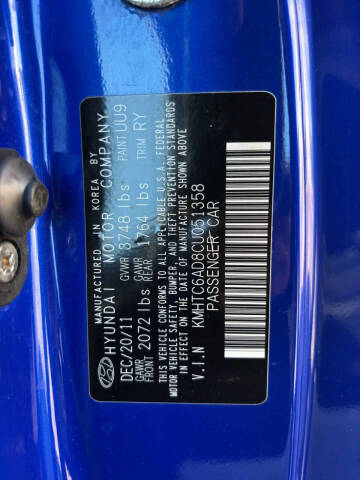 MANUFACTURED IN KOREA BY
HYUNDAI MOTOR COMPANY
DEC/20/11 GVWR 3748 lbs PAINT UU9
GAWR FRONT 2072 lbs GAWR REAR 1764 lbs TRIM RY
THIS VEHICLE CONFORMS TO ALL APPLICABLE U.S. FEDERAL
MOTOR VEHICLE SAFETY, BUMPER, AND THEFT PREVENTION STANDARDS
IN EFFECT ON THE DATE OF MANUFACTURE SHOWN ABOVE.
V.I.N KMHTC6AD8CU051358
PASSENGER CAR